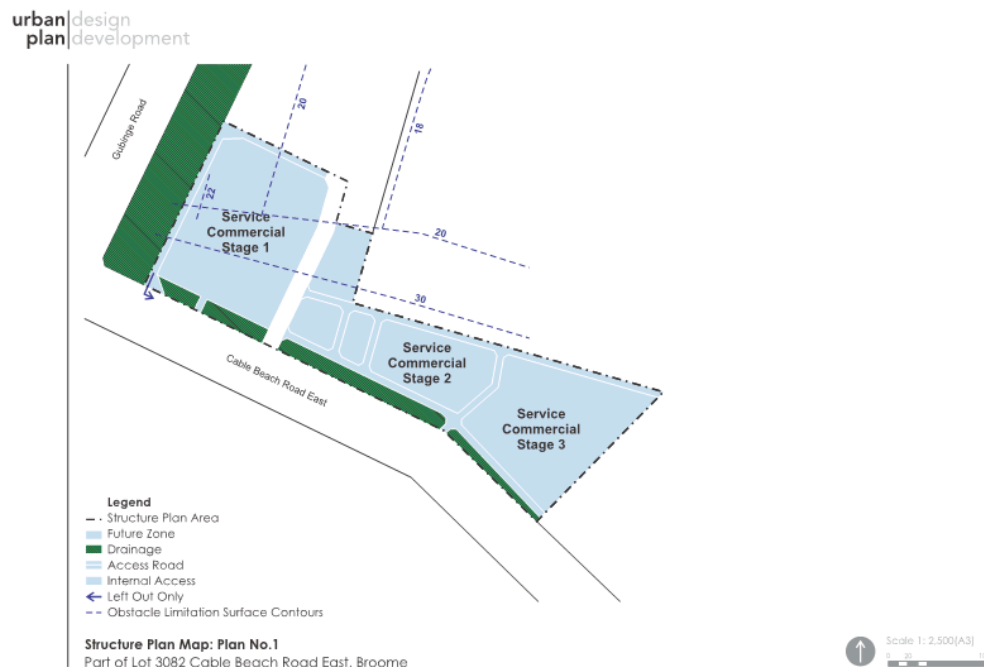 urban|design
plan|development
Gubinge Road
20
18
22
Service
Commercial
Stage 1
20
30
Service
Commercial
Stage 2
Cable Beach Road East
Service
Commercial
Stage 3
Legend
Structure Plan Area
Future Zone
Drainage
Access Road
Internal Access
Left Out Only
Obstacle Limitation Surface Contours
Structure Plan Map: Plan No.1
Part of Lot 3082 Cable Beach Road East, Broome
Scale 1: 2,500(A3)